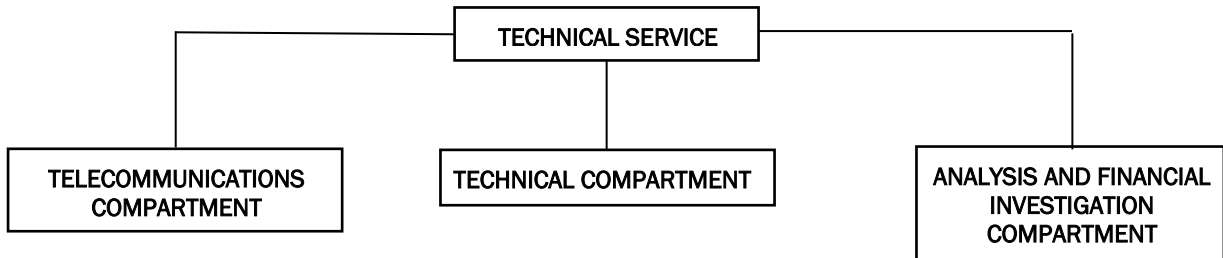 TECHNICAL SERVICE
TELECOMMUNICATIONS
COMPARTMENT
TECHNICAL COMPARTMENT
ANALYSIS AND FINANCIAL
INVESTIGATION
COMPARTMENT